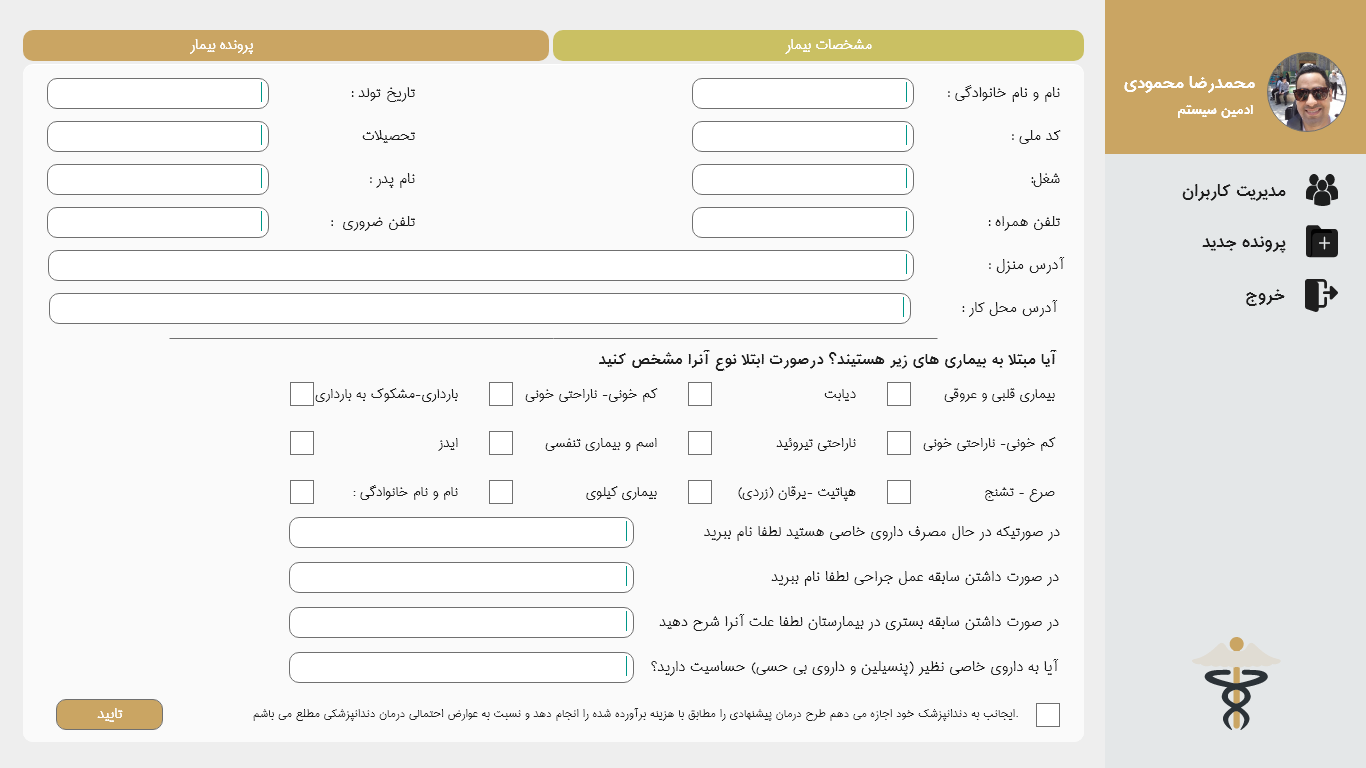 محمدرضا محمودی
ادمین سیستم
مدیریت کاربران
پرونده جدید
خروج
مشخصات بیمار
پرونده بیمار
نام و نام خانوادگی :
تاریخ تولد :
کد ملی :
تحصیلات
شغل:
نام پدر :
تلفن همراه :
تلفن ضروری :
آدرس منزل :
آدرس محل کار :
آیا مبتلا به بیماری های زیر هستیند؟ درصورت ابتلا نوع آنرا مشخص کنید
بیماری قلبی و عروقی
دیابت
کم خونی- ناراحتی خونی
بارداری-مشکوک به بارداری
کم خونی- ناراحتی خونی
ناراحتی تیروئید
اسم و بیماری تنفسی
ایدز
صرع - تشنج
هپاتیت -یرقان (زردی)
بیماری کیلوی
نام و نام خانوادگی :
در صورتیکه در حال مصرف داروی خاصی هستید لطفا نام ببرید
در صورت داشتن سابقه عمل جراحی لطفا نام ببرید
در صورت داشتن سابقه بستری در بیمارستان لطفا علت آنرا شرح دهید
آیا به داروی خاصی نظیر (پنسیلین و داروی بی حسی) حساسیت دارید؟
.ایجانب به دندانپزشک خود اجازه می دهم طرح درمان پیشنهادی را مطابق با هزینه برآورده شده را انجام دهد و نسبت به عوارض احتمالی درمان دندانپزشکی مطلع می باشم
تایید